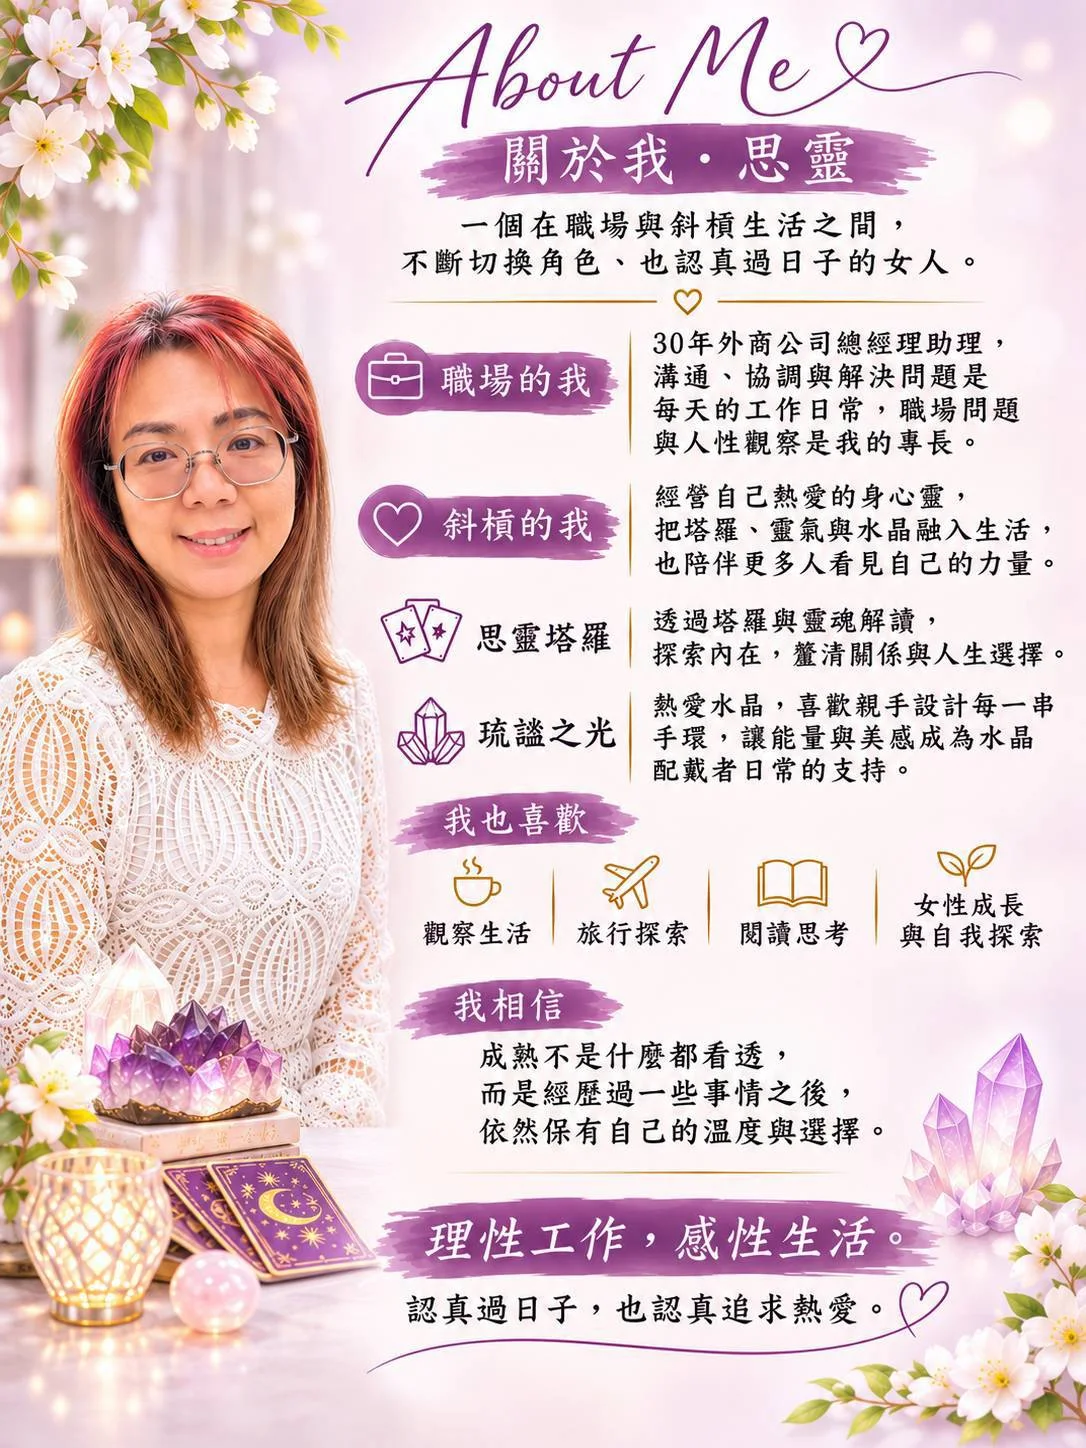 About Me
關於我・思靈
一個在職場與斜槓生活之間，
不斷切換角色、也認真過日子的女人。
職場的我
30年外商公司總經理助理，
溝通、協調與解決問題是
每天的工作日常，職場問題
與人性觀察是我的專長。
斜槓的我
經營自己熱愛的身心靈，
把塔羅、靈氣與水晶融入生活，
也陪伴更多人看見自己的力量。
思靈塔羅
透過塔羅與靈魂解讀，
探索內在，釐清關係與人生選擇。
琉謐之光
熱愛水晶，喜歡親手設計每一串
手環，讓能量與美感成為水晶
配戴者日常的支持。
我也喜歡
觀察生活
旅行探索
閱讀思考
女性成長
與自我探索
我相信
成熟不是什麼都看透，
而是經歷過一些事情之後，
依然保有自己的溫度與選擇。
理性工作，感性生活。
認真過日子，也認真追求熱愛。